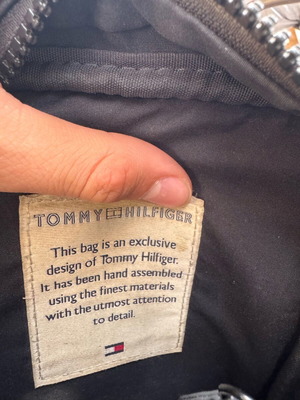 TOMMY HILFIGER
This bag is an exclusive
design of Tommy Hilfiger.
It has been hand assembled
using the finest materials
with the utmost attention
to detail.